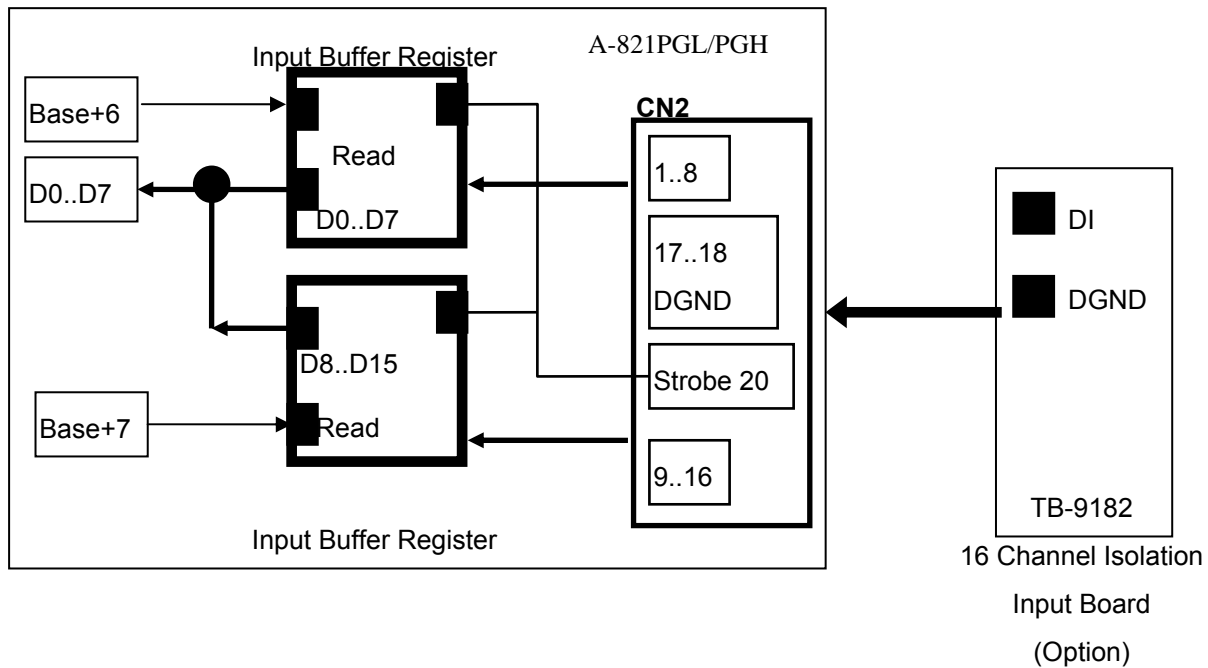 A-821PGL/PGH
Input Buffer Register
Base+6
Read
D0..D7
D0..D7
D8..D15
Read
Base+7
Input Buffer Register
CN2
1..8
17..18
DGND
Strobe 20
9..16
DI
DGND
TB-9182
16 Channel Isolation
Input Board
(Option)